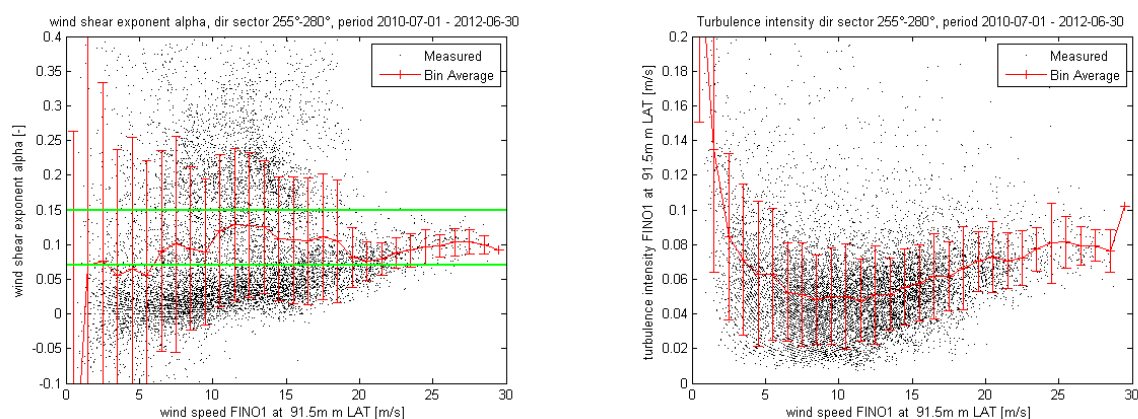 wind shear exponent alpha, dir sector 255°-280°, period 2010-07-01 - 2012-06-30
wind shear exponent alpha [-]
0.4
0.35
0.3
0.25
0.2
0.15
0.1
0.05
0
-0.05
-0.1
Measured
Bin Average
0 5 10 15 20 25 30
wind speed FINO1 at 91.5m m LAT [m/s]
Turbulence intensity dir sector 255°-280°, period 2010-07-01 - 2012-06-30
turbulence intensity FINO1 at 91.5m m LAT [m/s]
0.2
0.18
0.16
0.14
0.12
0.1
0.08
0.06
0.04
0.02
0
Measured
Bin Average
0 5 10 15 20 25 30
wind speed FINO1 at 91.5m m LAT [m/s]